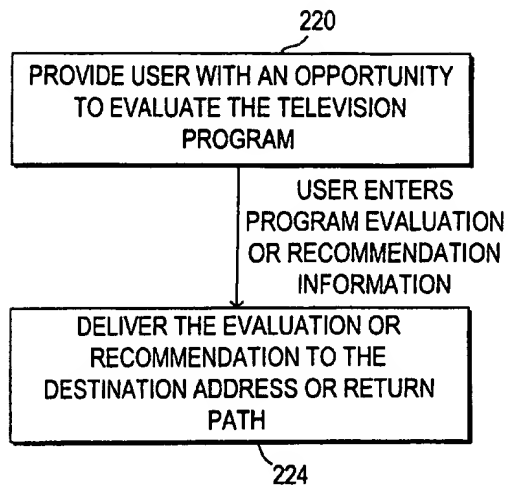 220
PROVIDE USER WITH AN OPPORTUNITY
TO EVALUATE THE TELEVISION
PROGRAM
USER ENTERS
PROGRAM EVALUATION
OR RECOMMENDATION
INFORMATION
DELIVER THE EVALUATION OR
RECOMMENDATION TO THE
DESTINATION ADDRESS OR RETURN
PATH
224